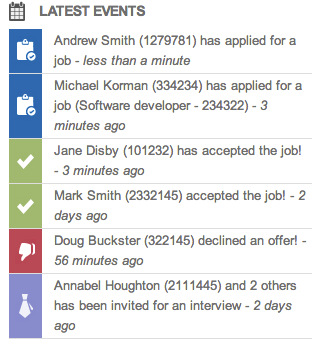 LATEST EVENTS
Andrew Smith (1279781) has applied for a
job - less than a minute
Michael Korman (334234) has applied for a
job (Software developer - 234322) - 3
minutes ago
Jane Disby (101232) has accepted the job!
- 3 minutes ago
Mark Smith (2332145) accepted the job! - 2
days ago
Doug Buckster (322145) declined an offer! -
56 minutes ago
Annabel Houghton (2111445) and 2 others
has been invited for an interview - 2 days
ago